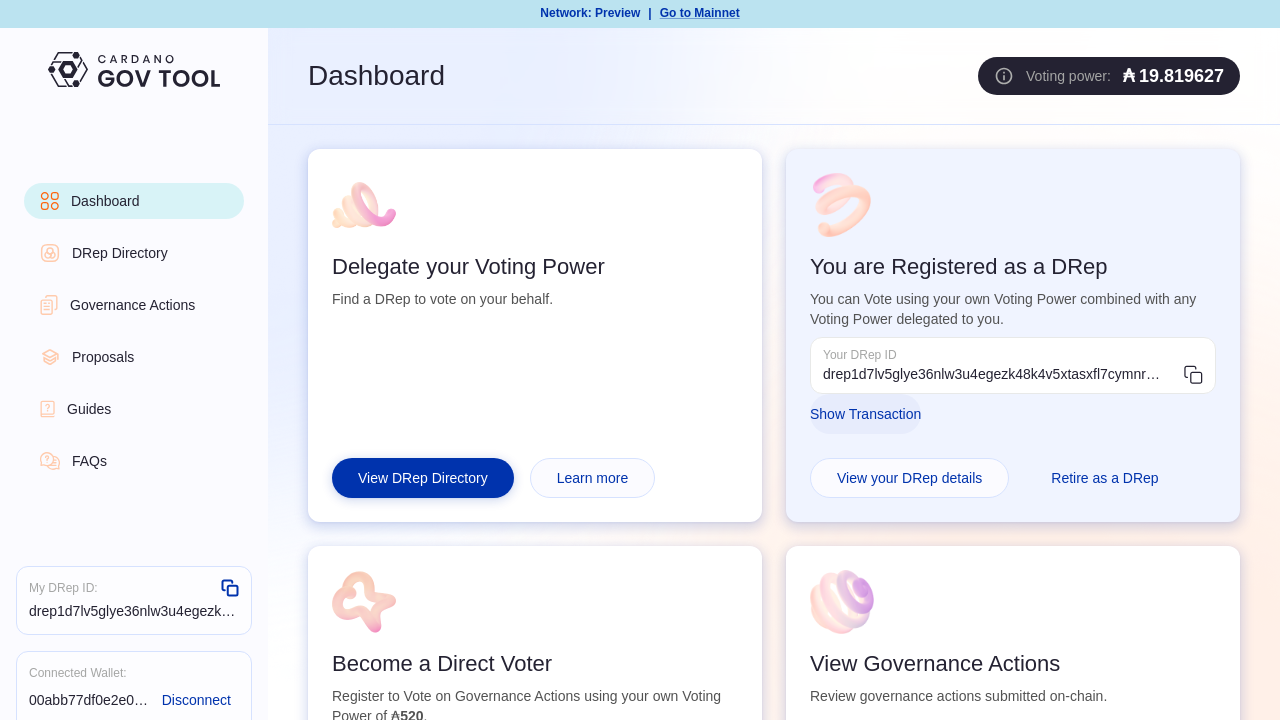 Network: Preview | Go to Mainnet
CARDANO
GOV TOOL
Dashboard
DRep Directory
Governance Actions
Proposals
Guides
FAQs
My DRep ID:
drep1d7lv5glye36nlw3u4egezk…
Connected Wallet:
00abb77df0e2e0… Disconnect
Dashboard
Voting power: ₳ 19.819627
Delegate your Voting Power
Find a DRep to vote on your behalf.
View DRep Directory Learn more
You are Registered as a DRep
You can Vote using your own Voting Power combined with any
Voting Power delegated to you.
Your DRep ID
drep1d7lv5glye36nlw3u4egezk48k4v5xtasxfl7cymnr…
Show Transaction
View your DRep details Retire as a DRep
Become a Direct Voter
Register to Vote on Governance Actions using your own Voting
Power of ₳520.
View Governance Actions
Review governance actions submitted on-chain.